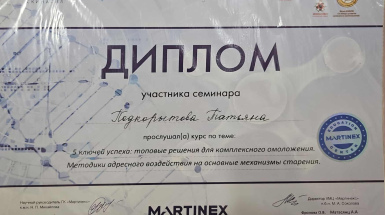 ДИПЛОМ
участника семинара
Подкорытова Татьяна
прослушал(а) курс по теме:
5 ключей успеха: топовые решения для комплексного омоложения.
Методики адресного воздействия на основные механизмы старения.
MARTINEX
MARTINEX